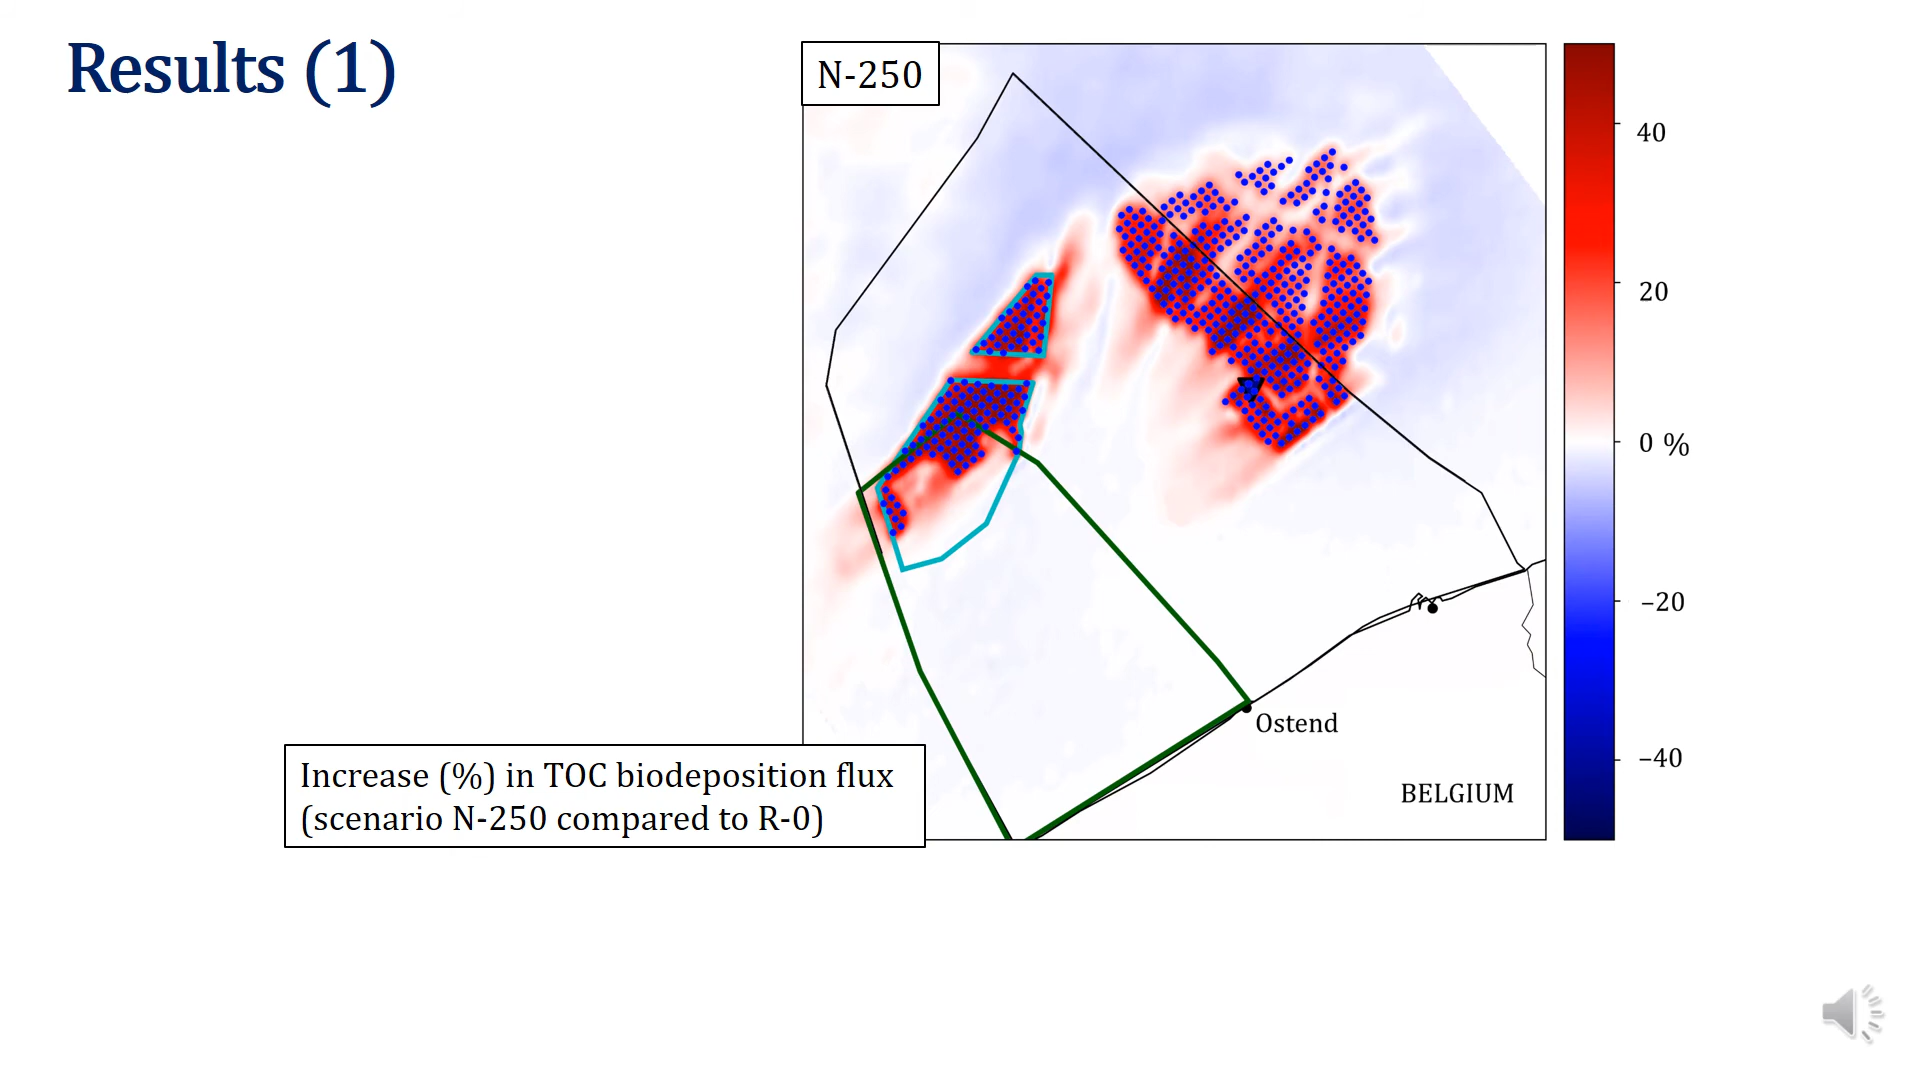 Results (1)
N-250
40
20
0 %
−20
−40
Ostend
BELGIUM
Increase (%) in TOC biodeposition flux
(scenario N-250 compared to R-0)